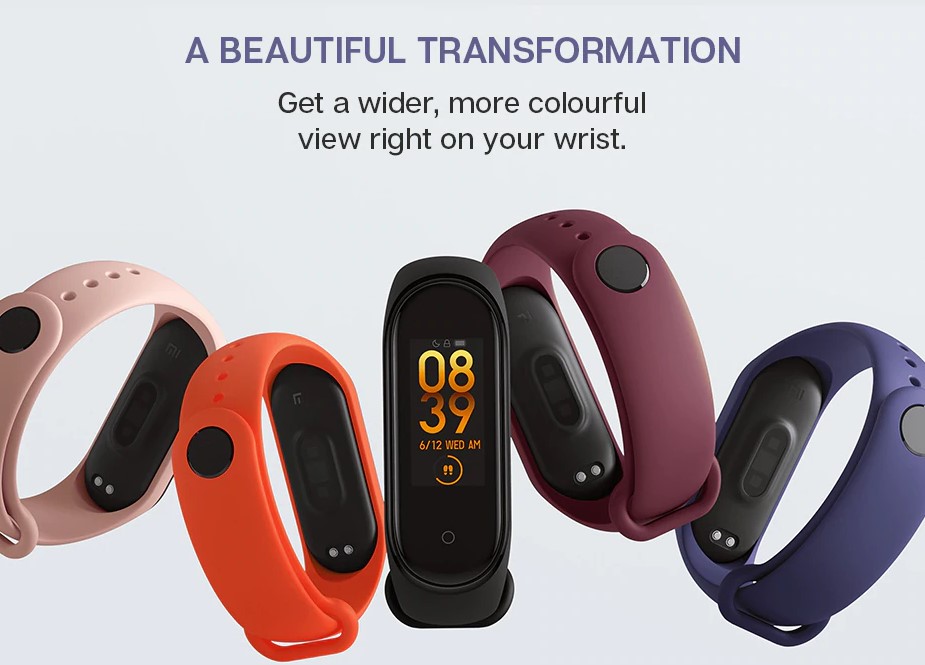 A BEAUTIFUL TRANSFORMATION
Get a wider, more colourful
view right on your wrist.
08
39
6/12 WED AM